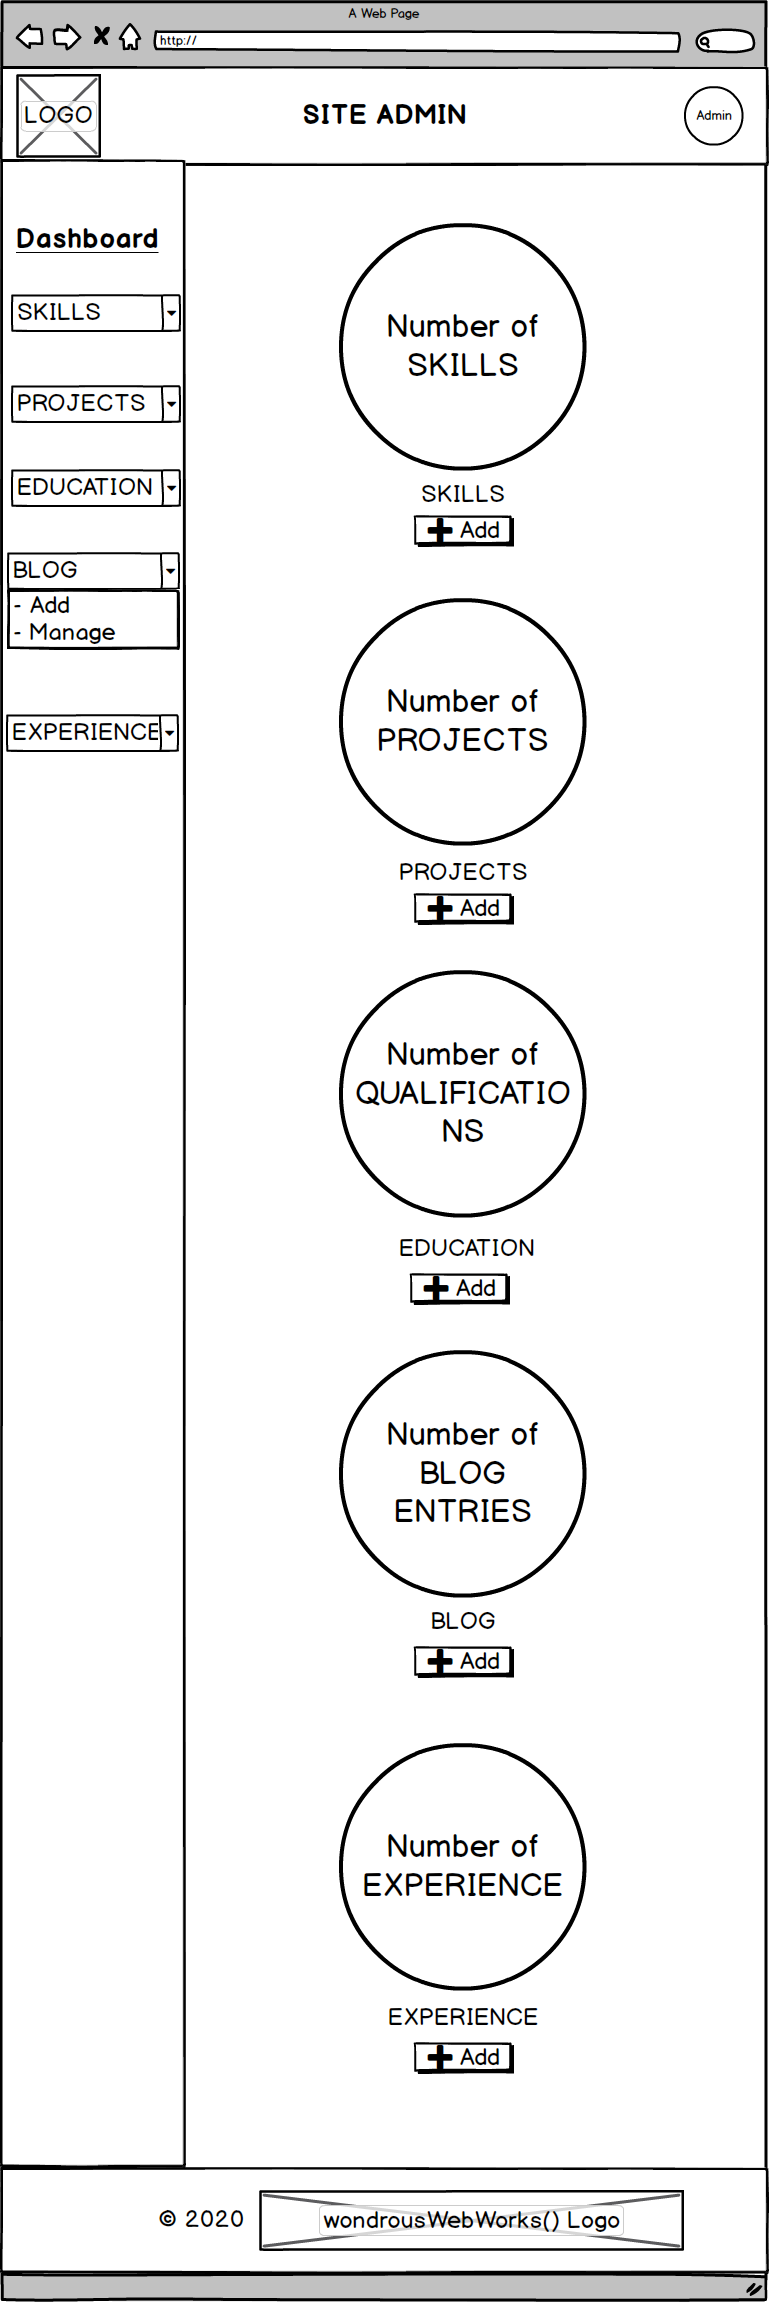 A Web Page
http://
LOGO
SITE ADMIN
Admin
Dashboard
SKILLS
PROJECTS
EDUCATION
BLOG
- Add
- Manage
EXPERIENCE
Number of
SKILLS
SKILLS
Add
Number of
PROJECTS
PROJECTS
Add
Number of
QUALIFICATIO
NS
EDUCATION
Add
Number of
BLOG
ENTRIES
BLOG
Add
Number of
EXPERIENCE
EXPERIENCE
Add
© 2020
wondrousWebWorks() Logo